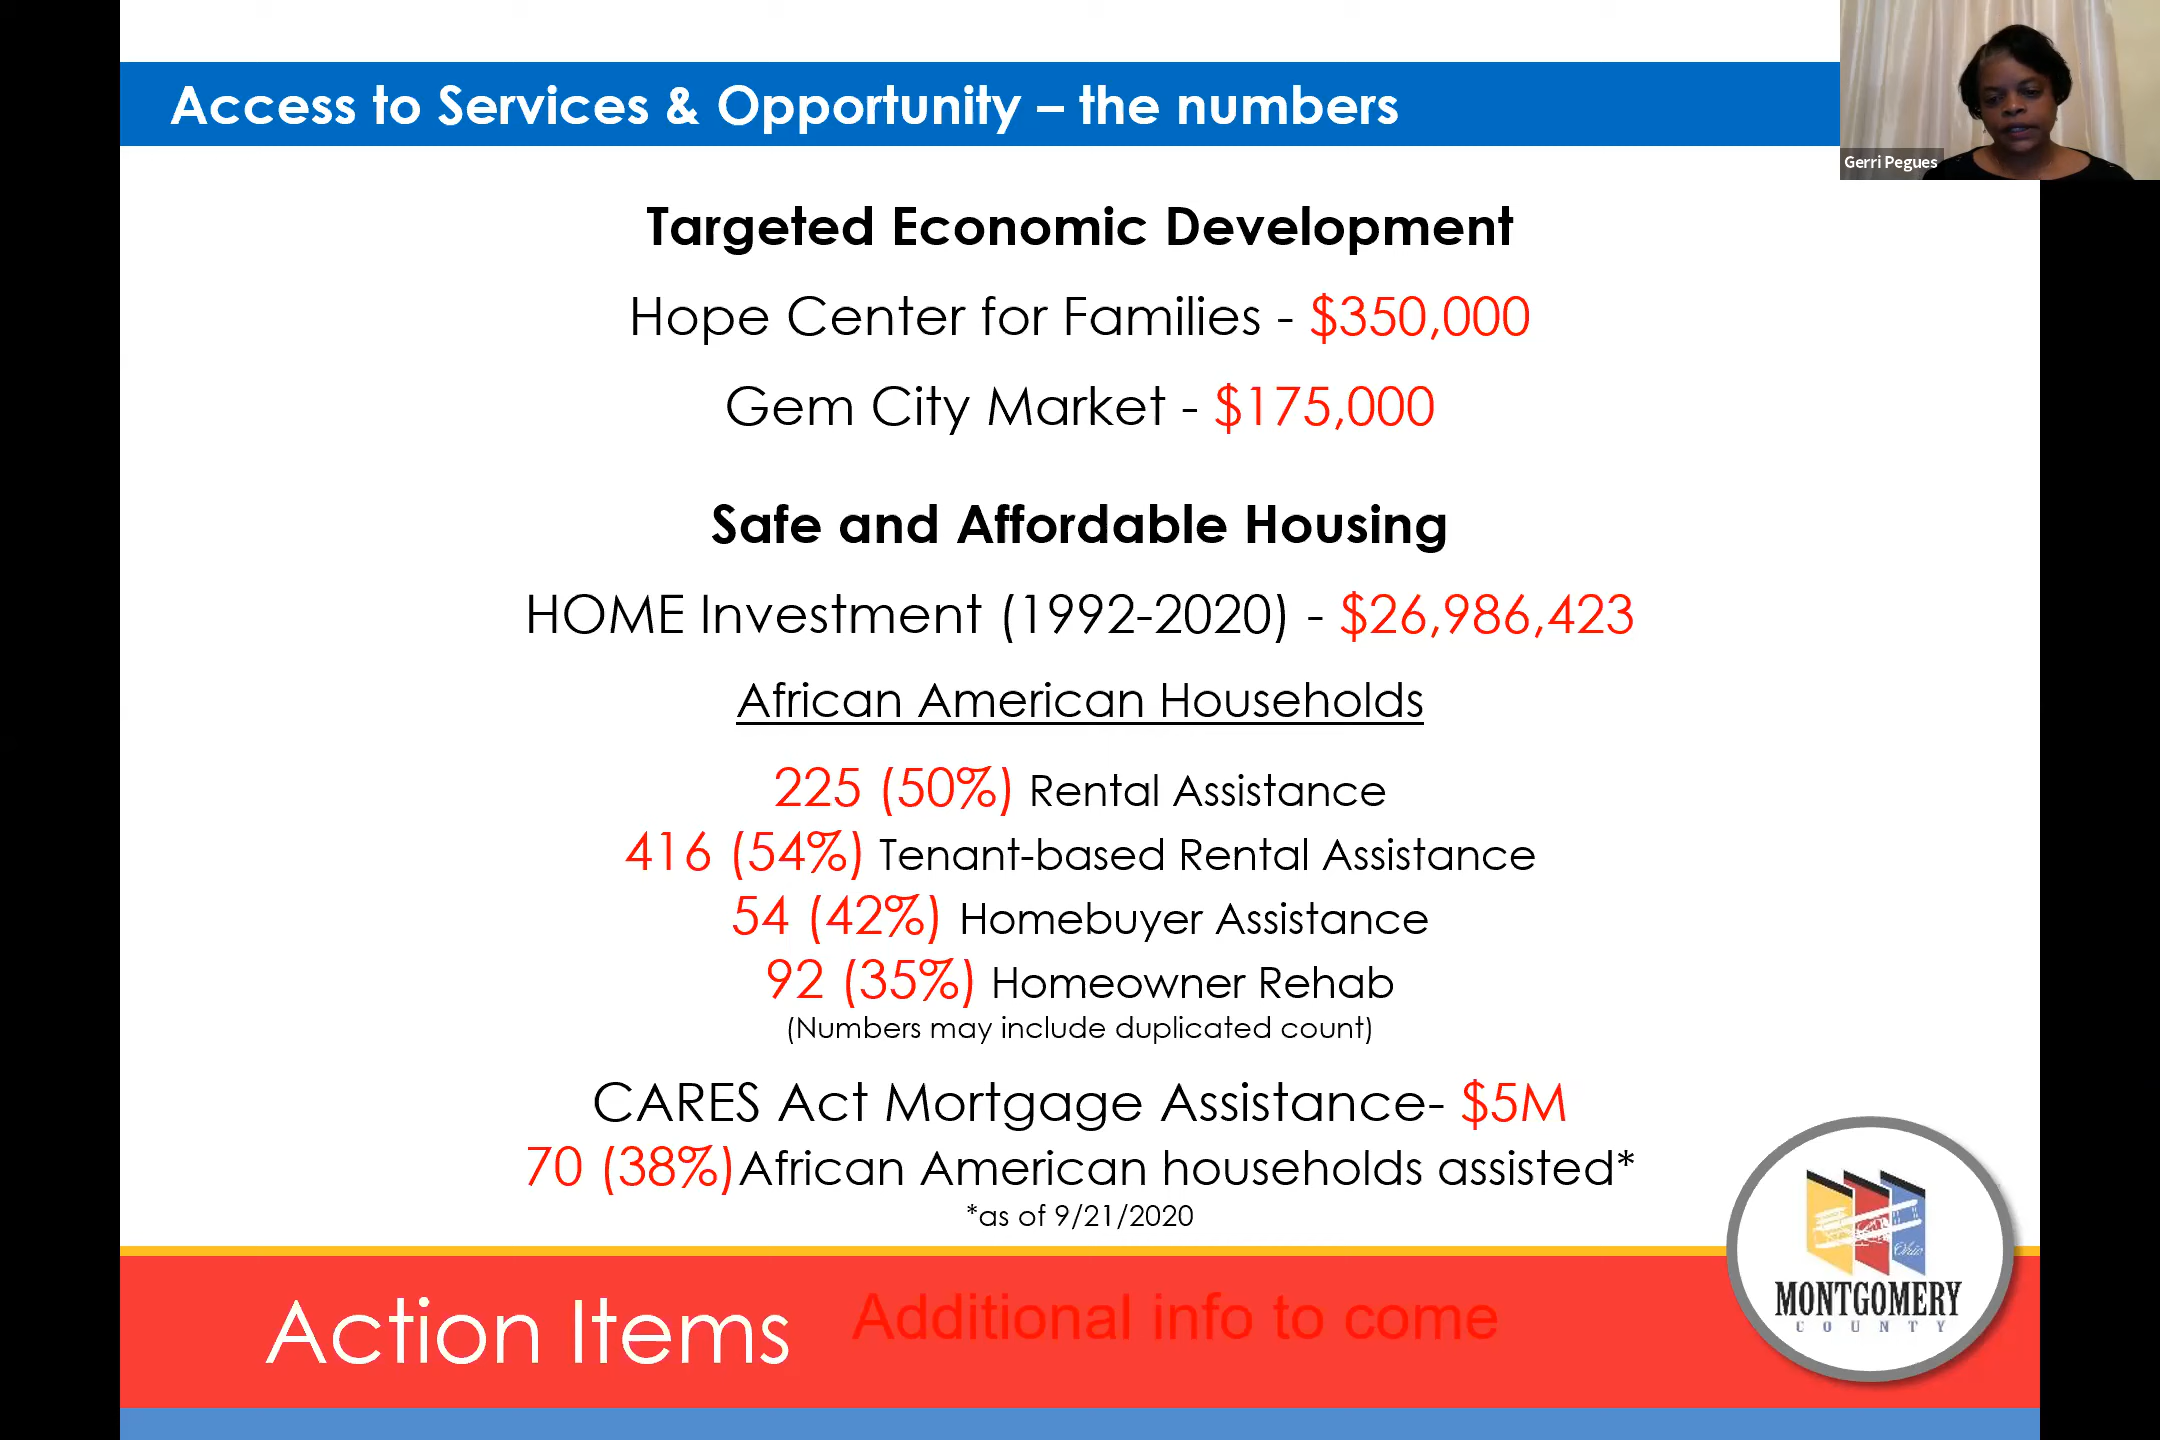 Access to Services & Opportunity – the numbers
Gerri Pegues
Targeted Economic Development
Hope Center for Families - $350,000
Gem City Market - $175,000
Safe and Affordable Housing
HOME Investment (1992-2020) - $26,986,423
African American Households
225 (50%) Rental Assistance
416 (54%) Tenant-based Rental Assistance
54 (42%) Homebuyer Assistance
92 (35%) Homeowner Rehab
(Numbers may include duplicated count)
CARES Act Mortgage Assistance- $5M
70 (38%)African American households assisted*
*as of 9/21/2020
Action Items
Additional info to come
Ohio
MONTGOMERY
COUNTY